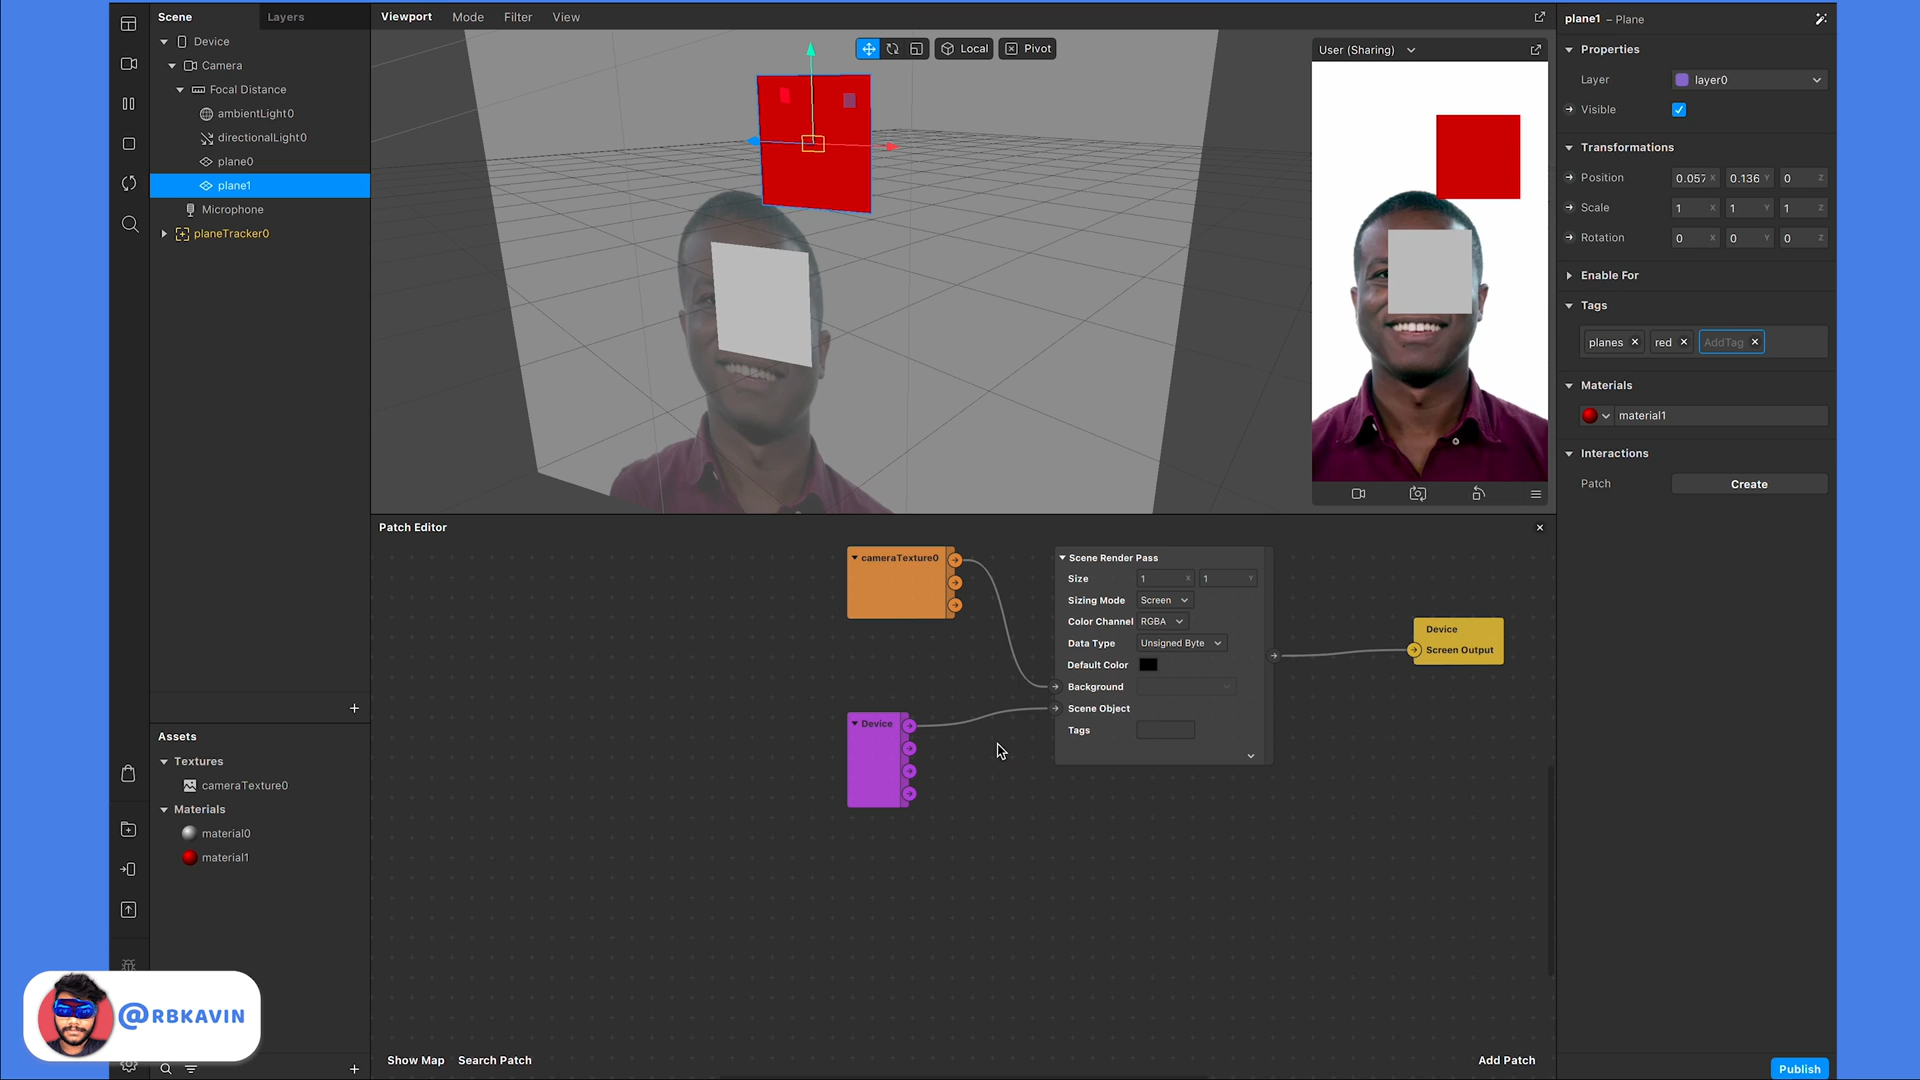 Scene
Layers
Device
Camera
Focal Distance
ambientLight0
directionalLight0
plane0
plane1
Microphone
planeTracker0
Assets
Textures
cameraTexture0
Materials
material0
material1
@RBKAVIN
Viewport Mode Filter View
Local
Pivot
User (Sharing)
Patch Editor
cameraTexture0
Device
Scene Render Pass
Size 1 X 1 Y
Sizing Mode Screen
Color Channel RGBA
Data Type Unsigned Byte
Default Color
Background
Scene Object
Tags
Device
Screen Output
Show Map Search Patch
Add Patch
plane1 – Plane
Properties
Layer layer0
Visible
Transformations
Position 0.057 X 0.136 Y 0 Z
Scale 1 X 1 Y 1 Z
Rotation 0 X 0 Y 0 Z
Enable For
Tags
planes red AddTag
Materials
material1
Interactions
Patch Create
Publish